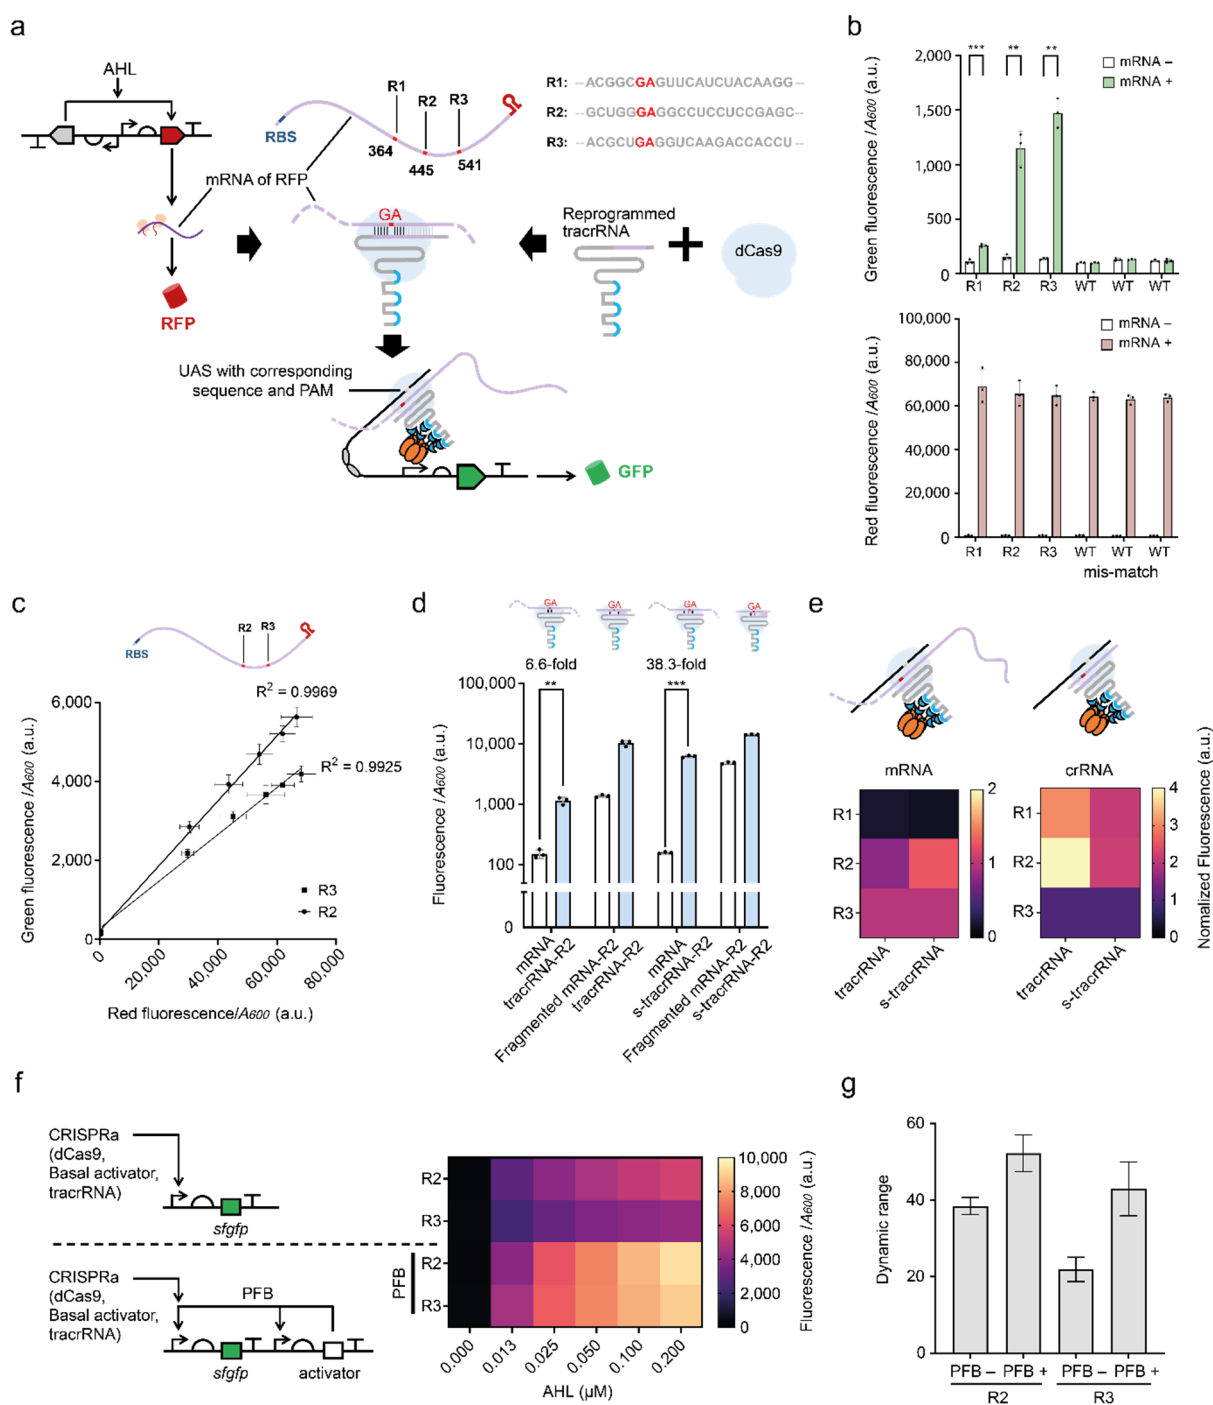 a
AHL
RBS
R1
R2
R3
364
445
541
R1: --ACGGCGAGUUCAUCUACAAGG--
R2: --GCUGGGAGGCCUCCUCCGAGC--
R3: --ACGCUGAGGUCAAGACCACCU--
mRNA of RFP
RFP
GA
Reprogrammed
tracrRNA
dCas9
UAS with corresponding
sequence and PAM
GFP
b
Green fluorescence /A600 (a.u.)
2,000
1,500
1,000
500
0
*** ** **
mRNA –
mRNA +
R1 R2 R3 WT WT WT
Red fluorescence /A600 (a.u.)
100,000
80,000
60,000
40,000
20,000
0
mRNA –
mRNA +
R1 R2 R3 WT WT WT
mis-match
c
RBS
R2 R3
R² = 0.9969
R² = 0.9925
Green fluorescence /A600 (a.u.)
6,000
4,000
2,000
0
R3
R2
0 20,000 40,000 60,000 80,000
Red fluorescence/A600 (a.u.)
d
GA GA GA GA
6.6-fold 38.3-fold
** ***
Fluorescence /A600 (a.u.)
100,000
10,000
1,000
100
0
mRNA
tracrRNA-R2
Fragmented mRNA-R2
tracrRNA-R2
mRNA
s-tracrRNA-R2
Fragmented mRNA-R2
s-tracrRNA-R2
e
mRNA crRNA
R1
R2
R3
2
1
0
tracrRNA s-tracrRNA
R1
R2
R3
4
3
2
1
0
tracrRNA s-tracrRNA
Nomalized Fluorescence
f
CRISPRa
(dCas9,
Basal activator,
tracrRNA)
sfgfp
CRISPRa
(dCas9,
Basal activator,
tracrRNA)
PFB
sfgfp activator
R2
R3
R2
R3
PFB
0.000 0.013 0.025 0.050 0.100 0.200
AHL (μM)
10,000
8,000
6,000
4,000
2,000
0
Fluorescence /A600 (a.u.)
g
Dynamic range
60
40
20
0
PFB – PFB + PFB – PFB +
R2 R3